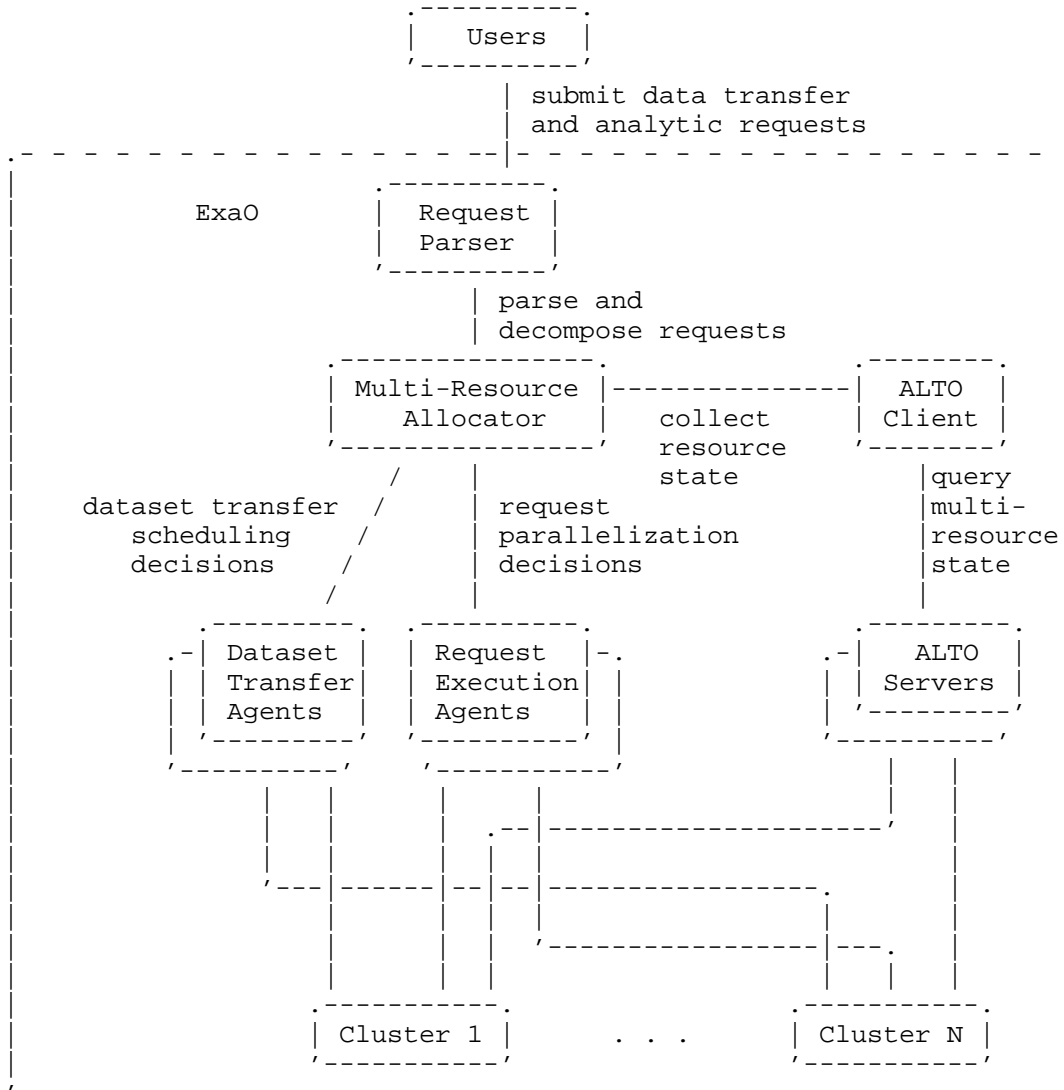 Users
submit data transfer
and analytic requests
ExaO
Request
Parser
parse and
decompose requests
Multi-Resource
Allocator
ALTO
Client
collect
resource
state
dataset transfer
scheduling
decisions
request
parallelization
decisions
query
multi-
resource
state
Dataset
Transfer
Agents
Request
Execution
Agents
ALTO
Servers
Cluster 1
. . .
Cluster N